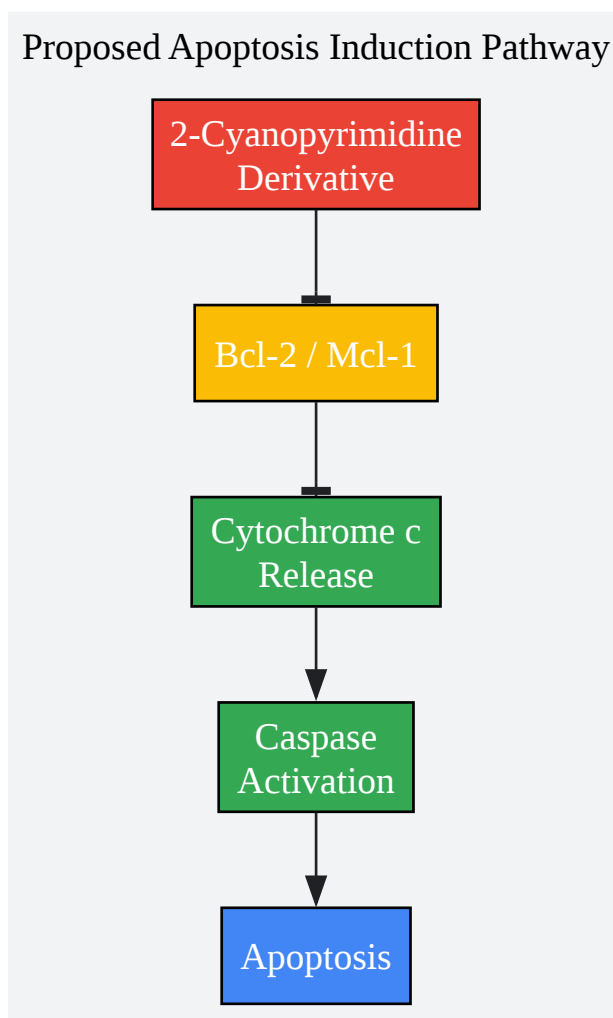 Proposed Apoptosis Induction Pathway
2-Cyanopyrimidine
Derivative
Bcl-2 / Mcl-1
Cytochrome c
Release
Caspase
Activation
Apoptosis